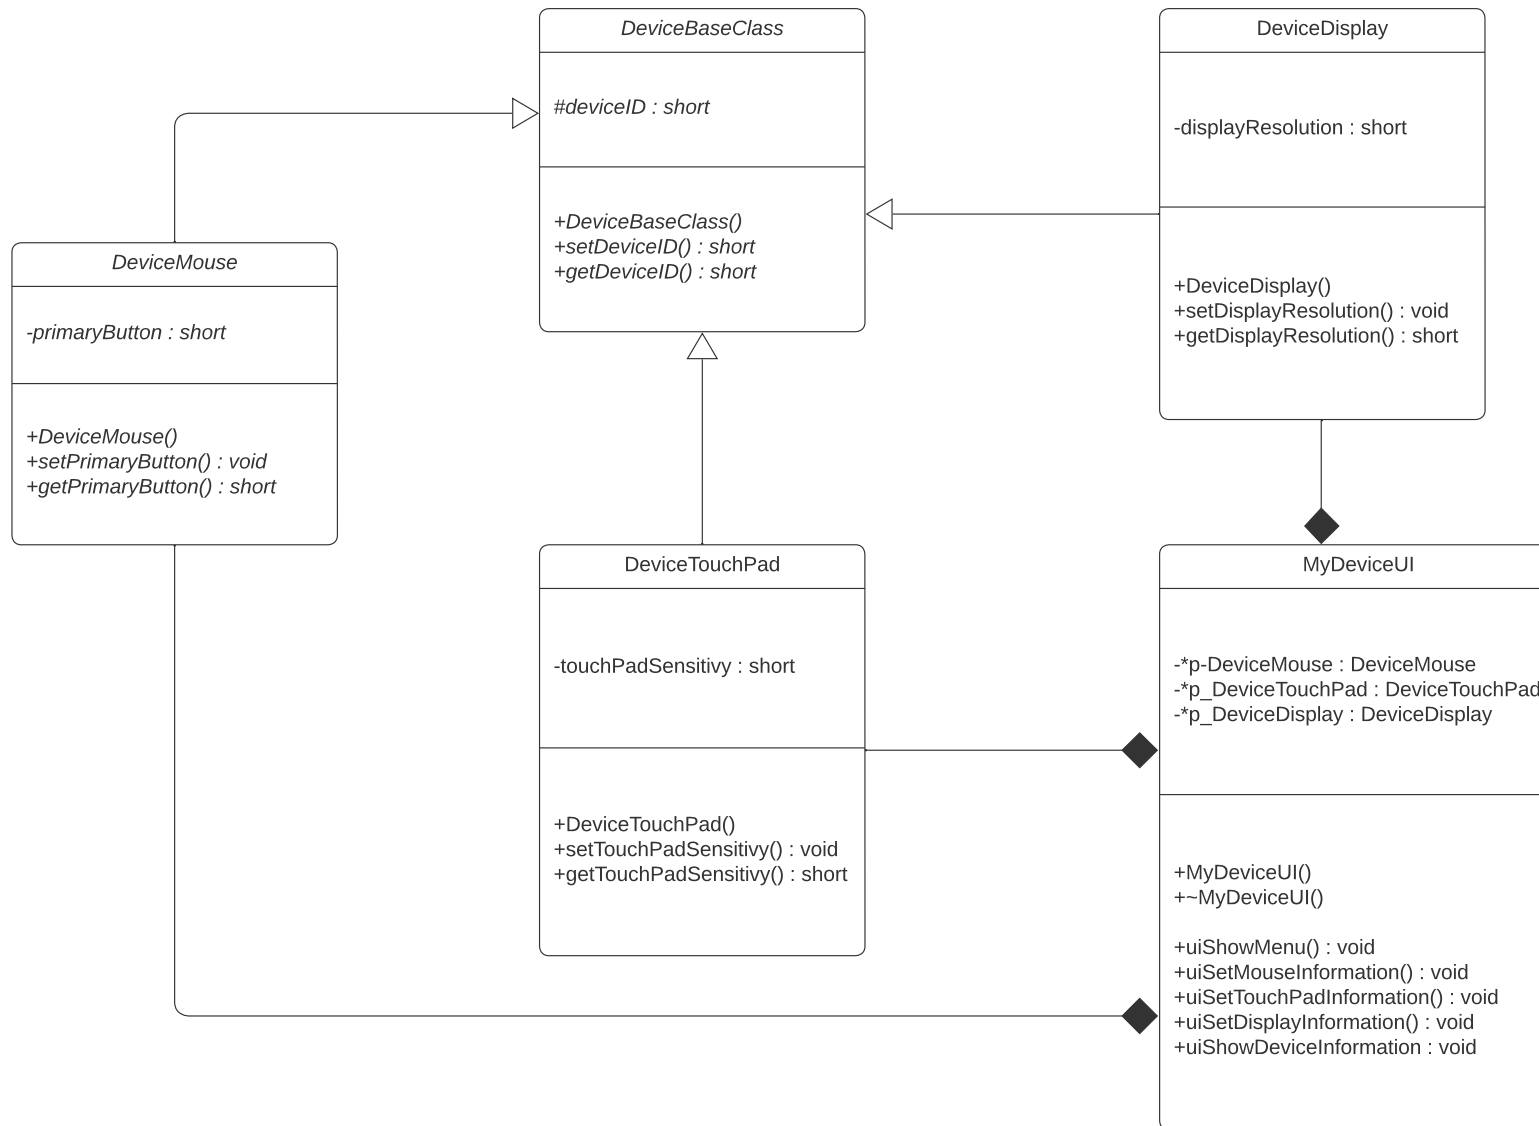 DeviceBaseClass
#deviceID : short
+DeviceBaseClass()
+setDeviceID() : short
+getDeviceID() : short
DeviceDisplay
-displayResolution : short
+DeviceDisplay()
+setDisplayResolution() : void
+getDisplayResolution() : short
DeviceMouse
-primaryButton : short
+DeviceMouse()
+setPrimaryButton() : void
+getPrimaryButton() : short
DeviceTouchPad
-touchPadSensitivy : short
+DeviceTouchPad()
+setTouchPadSensitivy() : void
+getTouchPadSensitivy() : short
MyDeviceUI
-*p-DeviceMouse : DeviceMouse
-*p_DeviceTouchPad : DeviceTouchPad
-*p_DeviceDisplay : DeviceDisplay
+MyDeviceUI()
+~MyDeviceUI()
+uiShowMenu() : void
+uiSetMouseInformation() : void
+uiSetTouchPadInformation() : void
+uiSetDisplayInformation() : void
+uiShowDeviceInformation : void